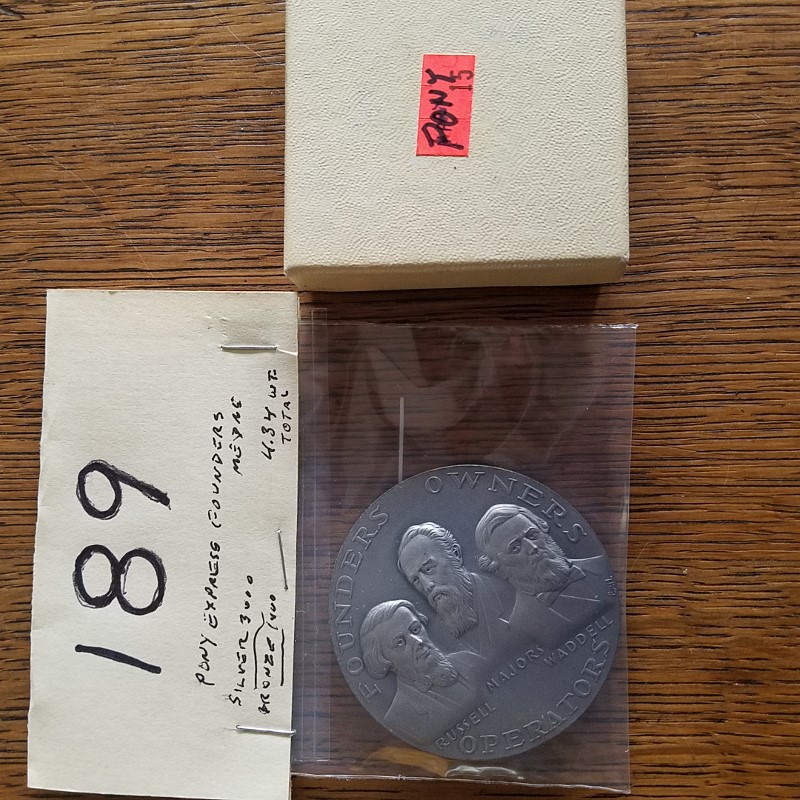 PONY
15
189
PONY EXPRESS FOUNDERS
MEDAL
SILVER 3000
BRONZE 1400
4.34 WT.
TOTAL
FOUNDERS OWNERS
RUSSELL MAJORS WADDELL
OPERATORS